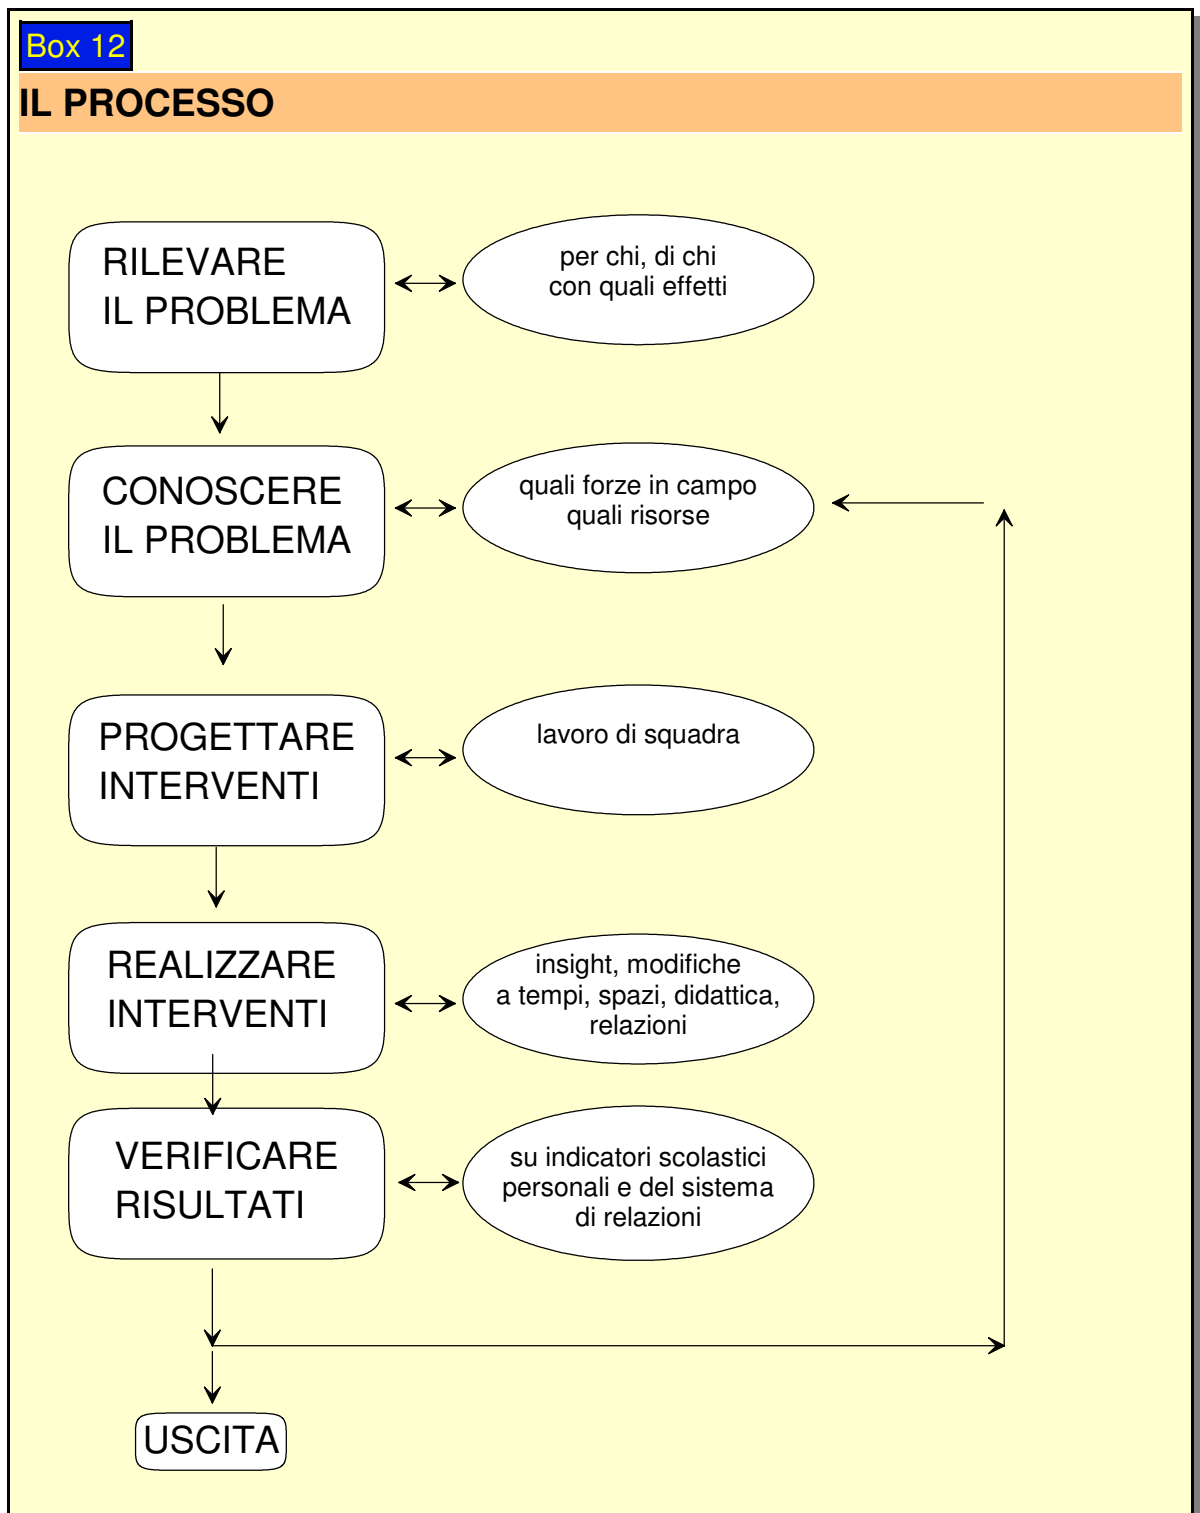 Box 12
IL PROCESSO
RILEVARE
IL PROBLEMA
per chi, di chi
con quali effetti
CONOSCERE
IL PROBLEMA
quali forze in campo
quali risorse
PROGETTARE
INTERVENTI
lavoro di squadra
REALIZZARE
INTERVENTI
insight, modifiche
a tempi, spazi, didattica,
relazioni
VERIFICARE
RISULTATI
su indicatori scolastici
personali e del sistema
di relazioni
USCITA